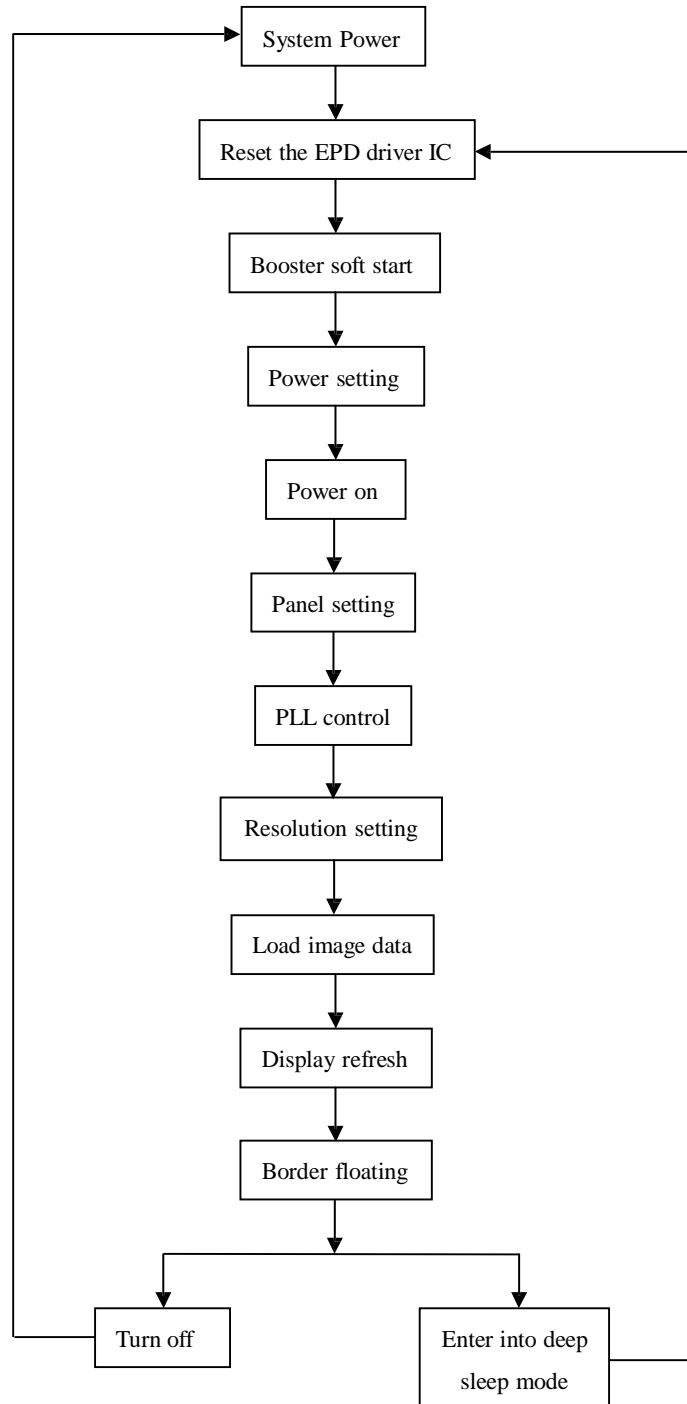 System Power
Reset the EPD driver IC
Booster soft start
Power setting
Power on
Panel setting
PLL control
Resolution setting
Load image data
Display refresh
Border floating
Turn off
Enter into deep
sleep mode